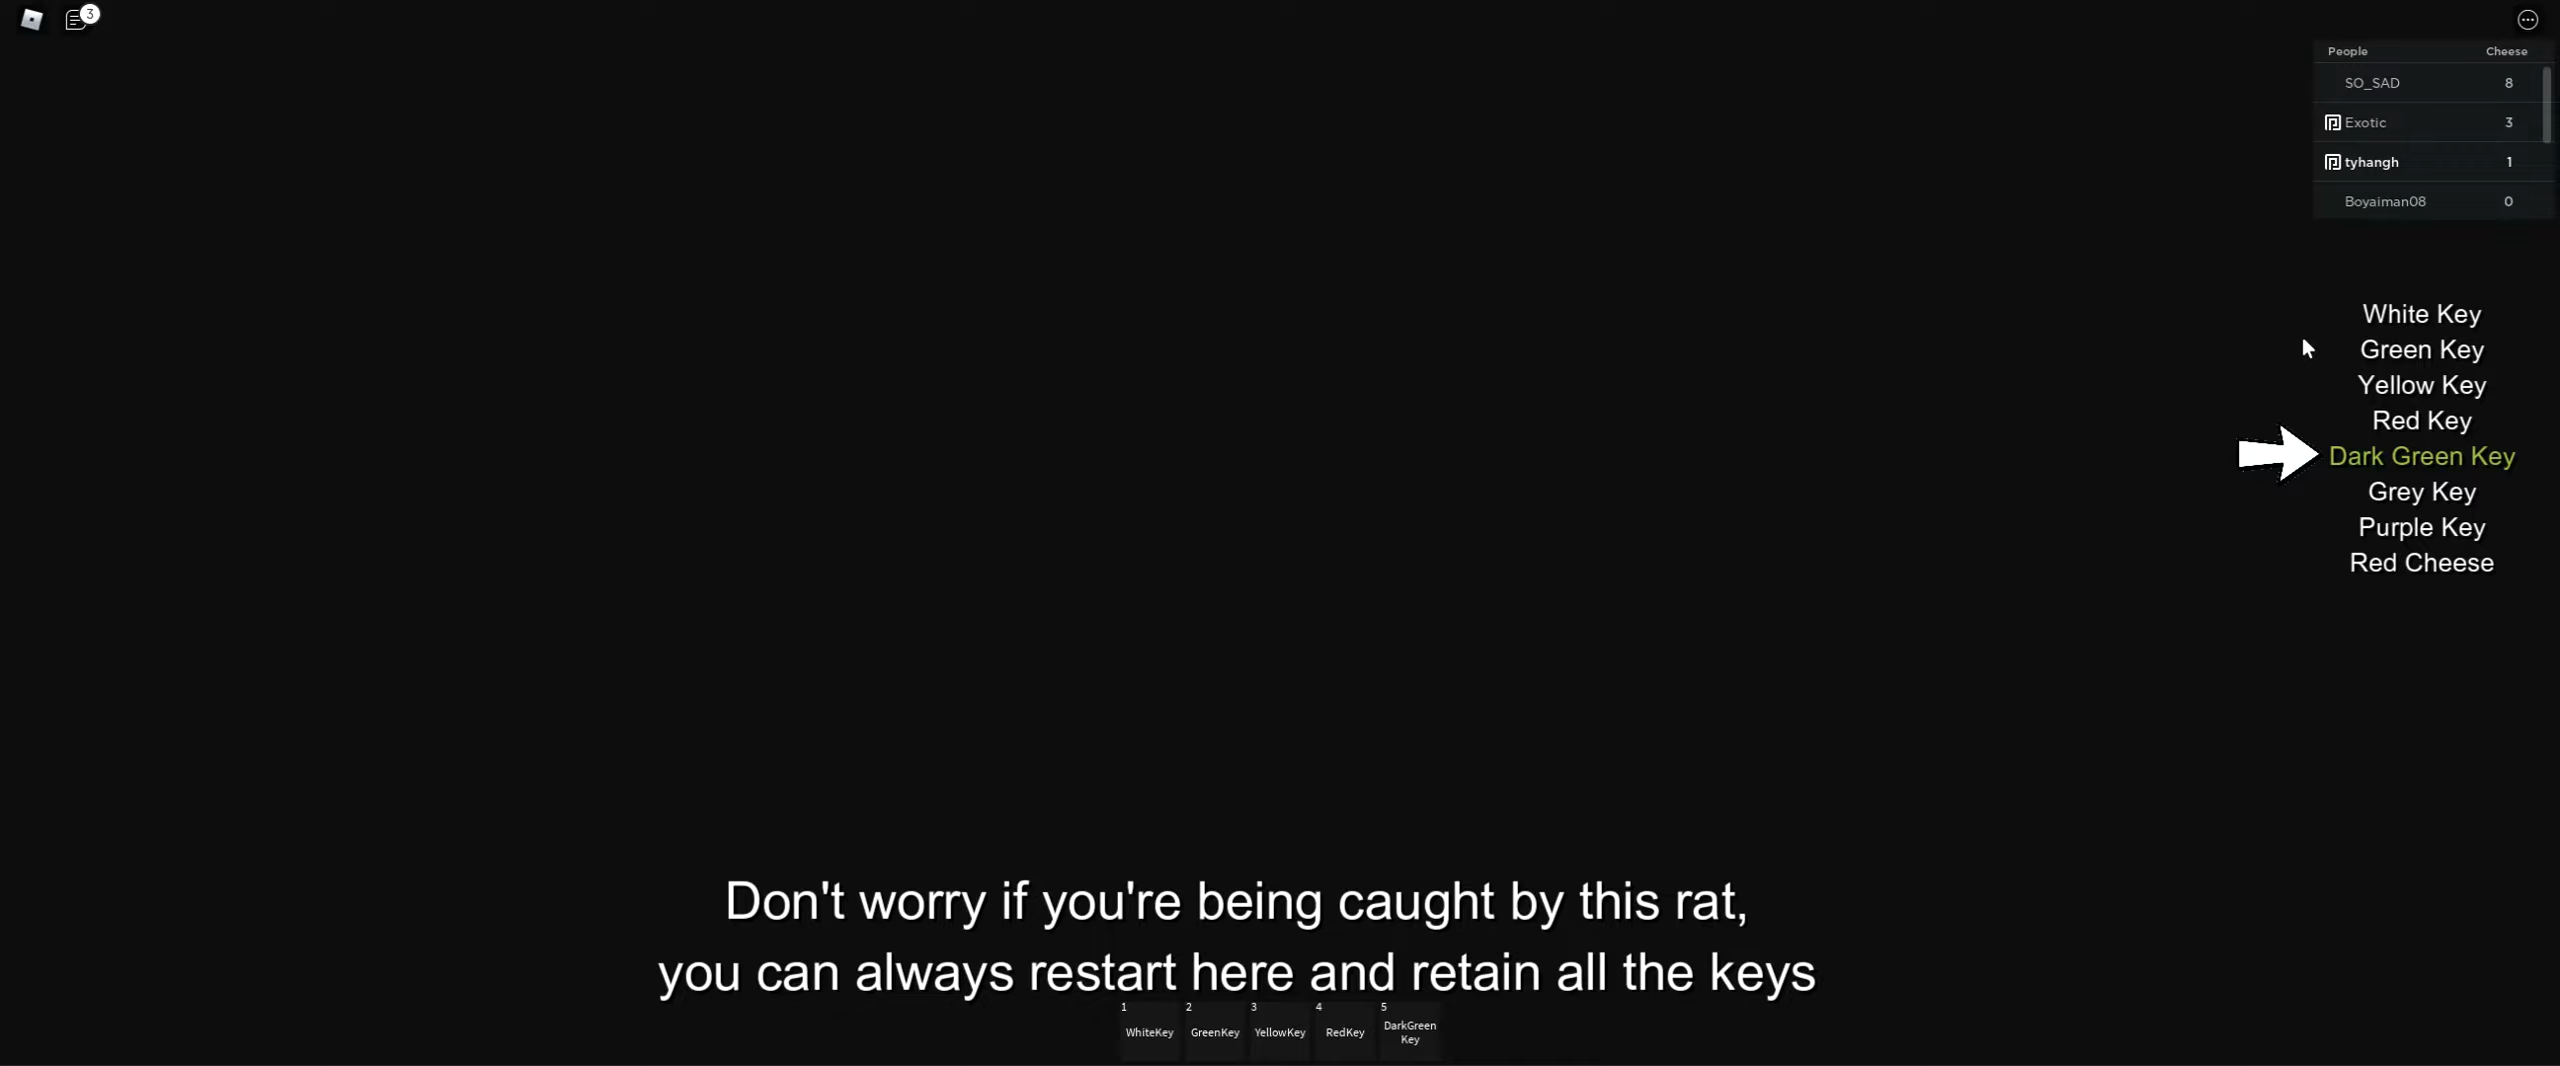 3
People Cheese
SO_SAD 8
Exotic 3
tyhangh 1
Boyaiman08 0
White Key
Green Key
Yellow Key
Red Key
Dark Green Key
Grey Key
Purple Key
Red Cheese
Don't worry if you're being caught by this rat,
you can always restart here and retain all the keys
1 2 3 4 5
WhiteKey GreenKey YellowKey RedKey DarkGreen
Key